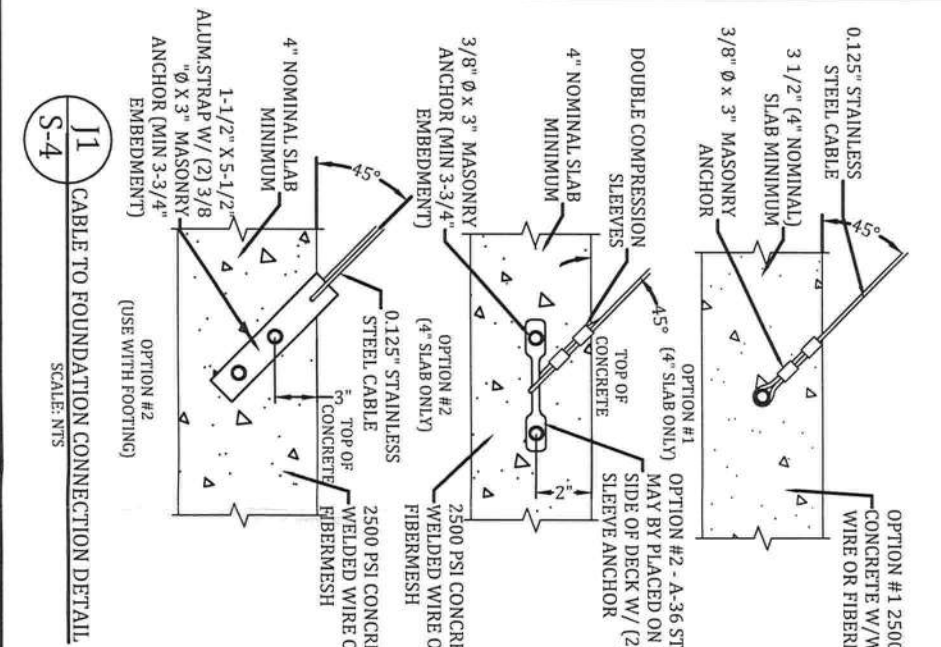 0.125" STAINLESS
STEEL CABLE
3 1/2" (4" NOMINAL)
SLAB MINIMUM
3/8" Ø x 3" MASONRY
ANCHOR
45°
OPTION #1 2500
CONCRETE W/W
WIRE OR FIBER
OPTION #1
(4" SLAB ONLY)
DOUBLE COMPRESSION
SLEEVES
4" NOMINAL SLAB
MINIMUM
3/8" Ø x 3" MASONRY
ANCHOR (MIN 3-3/4"
EMBEDMENT)
45°
TOP OF
CONCRETE
2"
OPTION #2 - A-36 ST
MAY BY PLACED ON
SIDE OF DECK W/ (2
SLEEVE ANCHOR
2500 PSI CONCRE
WELDED WIRE O
FIBERMESH
OPTION #2
(4" SLAB ONLY)
4" NOMINAL SLAB
MINIMUM
1-1/2" X 5-1/2"
ALUM.STRAP W/ (2) 3/8
"Ø X 3" MASONRY
ANCHOR (MIN 3-3/4"
EMBEDMENT)
45°
0.125" STAINLESS
STEEL CABLE
3"
TOP OF
CONCRETE
2500 PSI CONCRE
WELDED WIRE O
FIBERMESH
OPTION #2
(USE WITH FOOTING)
J1
S-4
CABLE TO FOUNDATION CONNECTION DETAIL
SCALE: NTS